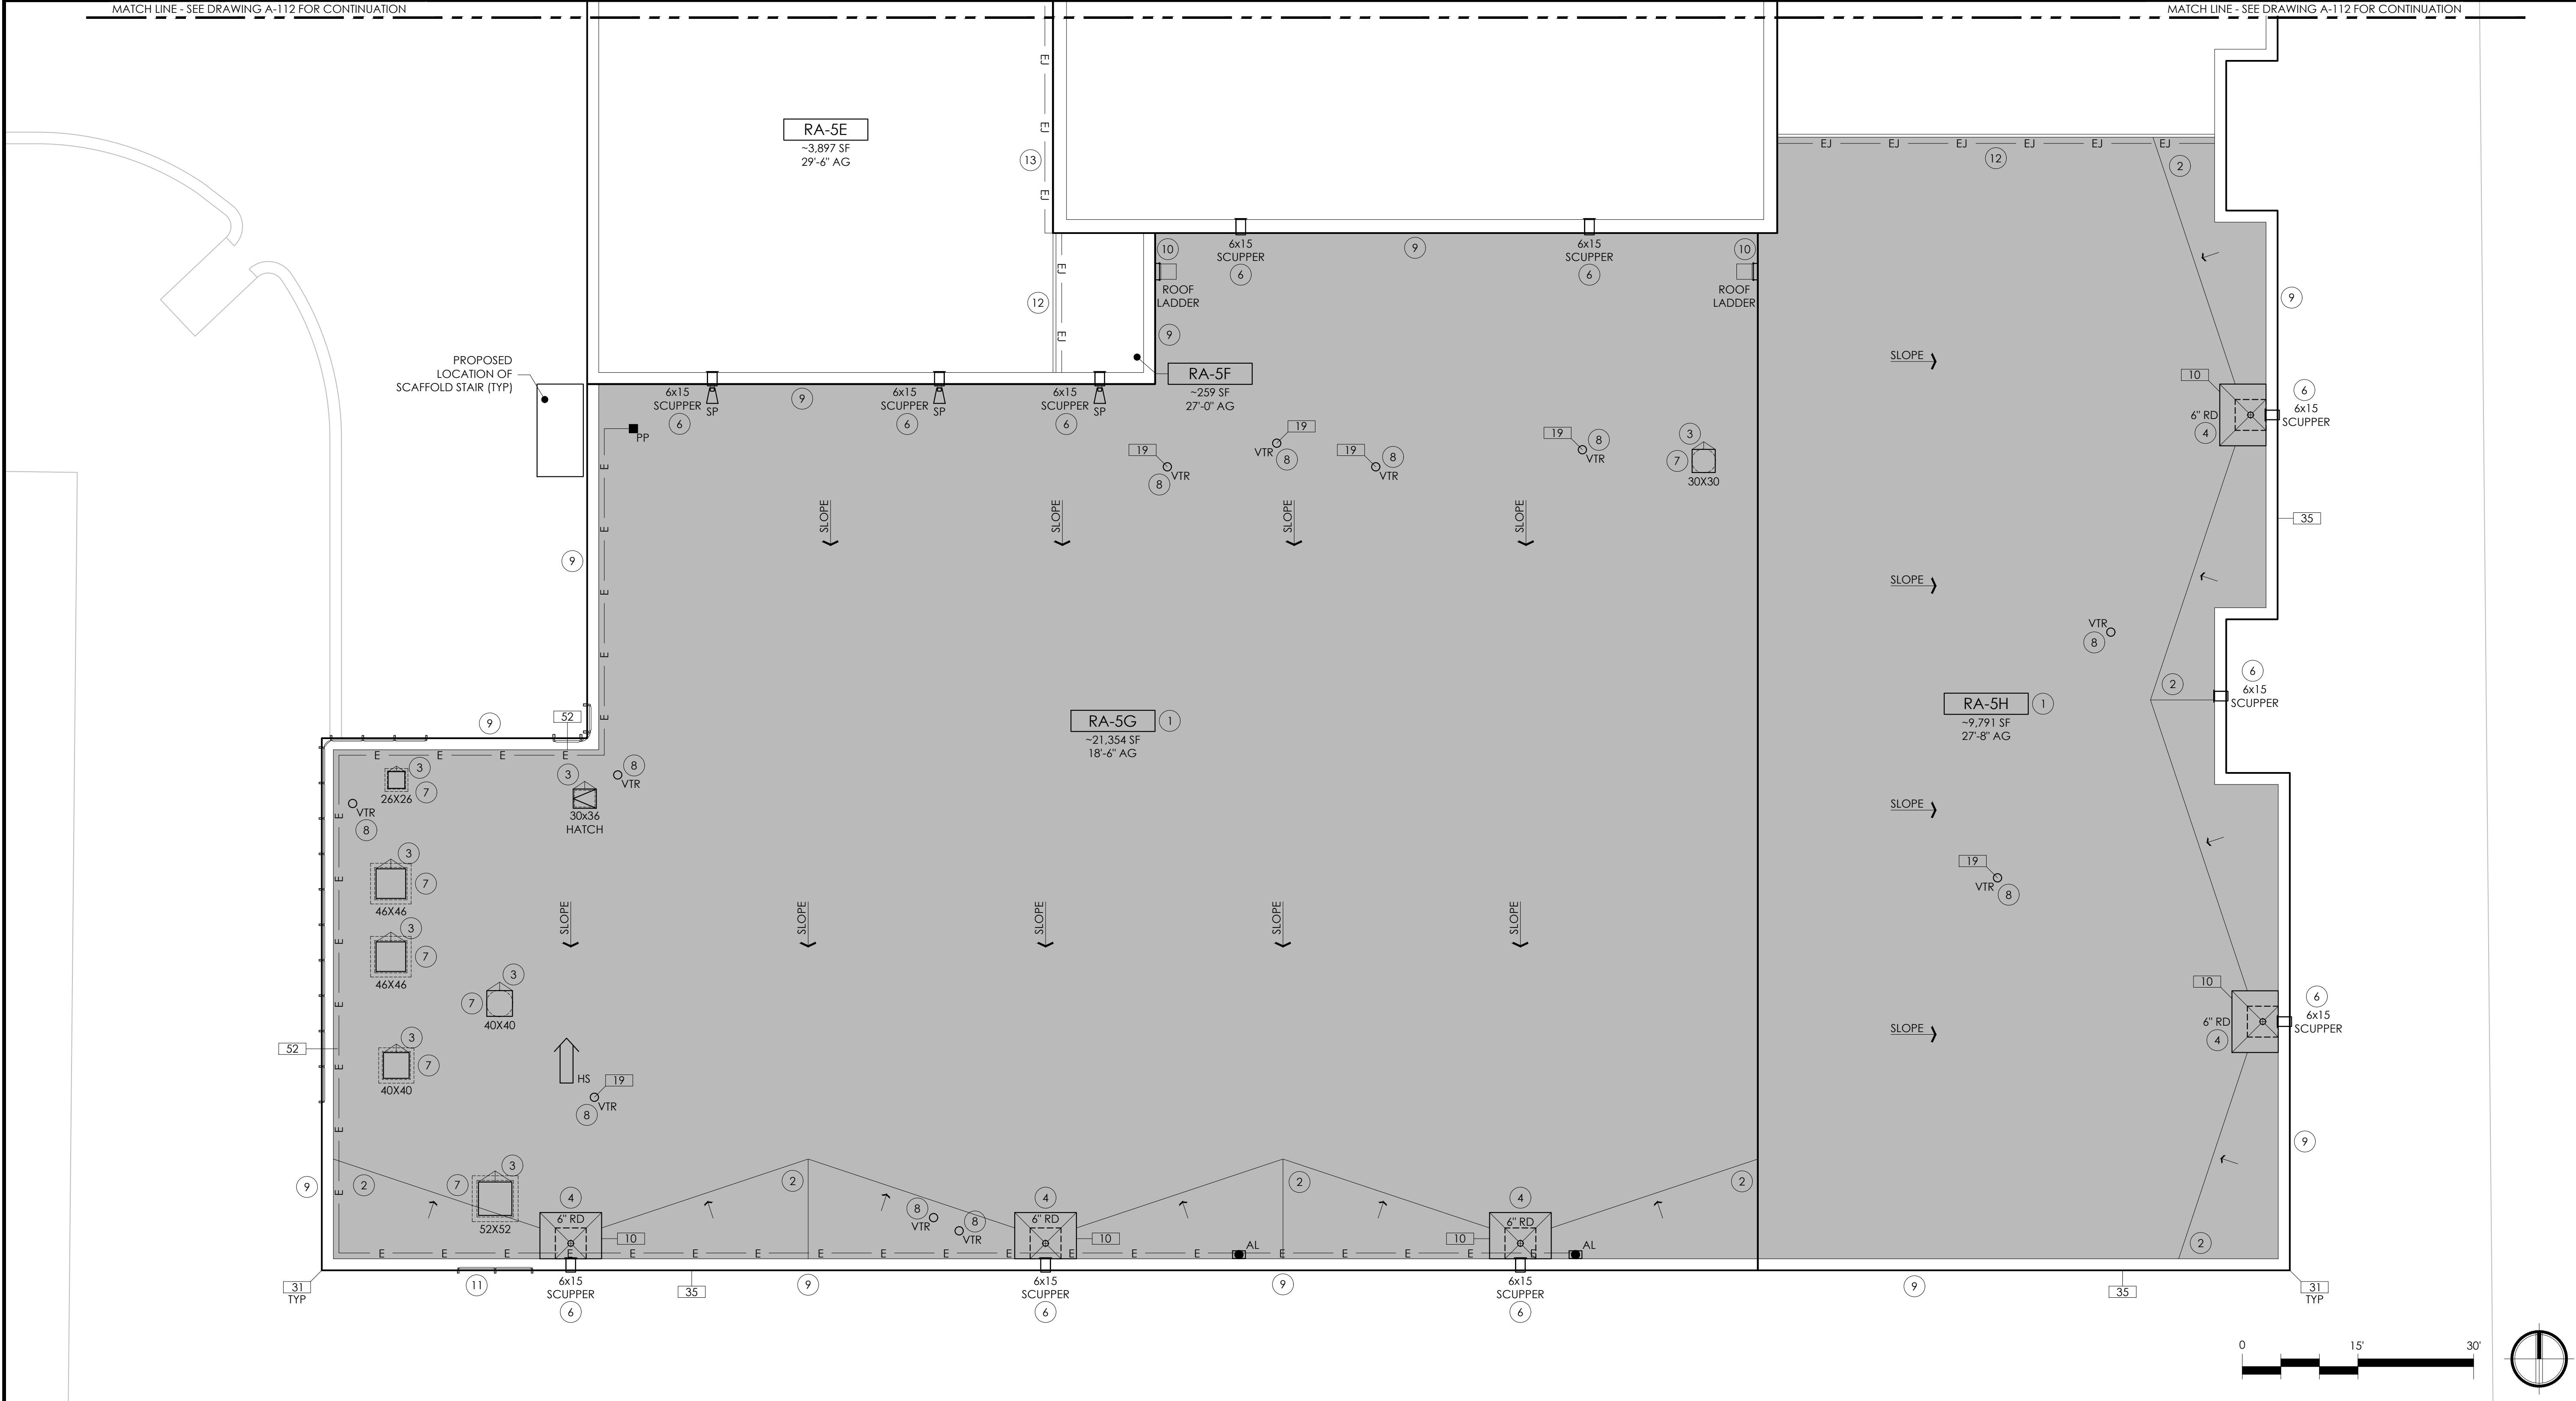 MATCH LINE - SEE DRAWING A-112 FOR CONTINUATION
MATCH LINE - SEE DRAWING A-112 FOR CONTINUATION
EJ
EJ
EJ
13
RA-5E
~3,897 SF
29'-6" AG
EJ
EJ
EJ
EJ
EJ
EJ
12
2
10
ROOF
LADDER
6x15
SCUPPER
6
9
6x15
SCUPPER
6
10
ROOF
LADDER
EJ
EJ
12
9
9
PROPOSED
LOCATION OF
SCAFFOLD STAIR (TYP)
6x15
SCUPPER
6
SP
9
6x15
SCUPPER
6
SP
6x15
SCUPPER
6
SP
RA-5F
~259 SF
27'-0" AG
SLOPE
10
6" RD
4
6
6x15
SCUPPER
PP
19
VTR
8
19
VTR
8
19
8
VTR
19
8
VTR
3
7
30X30
SLOPE
SLOPE
SLOPE
SLOPE
35
E
E
E
E
E
9
SLOPE
VTR
8
6
6x15
SCUPPER
2
RA-5G
1
~21,354 SF
18'-6" AG
RA-5H
1
~9,791 SF
27'-8" AG
9
52
E
E
E
E
3
7
26X26
VTR
8
3
30x36
HATCH
8
VTR
SLOPE
3
7
46X46
19
VTR
8
SLOPE
SLOPE
SLOPE
SLOPE
SLOPE
3
7
46X46
3
7
40X40
10
6" RD
4
6
6x15
SCUPPER
SLOPE
52
3
7
40X40
HS
19
VTR
8
E
E
E
E
E
E
E
9
2
3
7
52X52
4
6" RD
10
2
8
VTR
8
VTR
4
6" RD
10
2
4
6" RD
10
2
9
2
E
E
E
E
E
E
E
E
E
E
E
E
E
E
AL
E
E
E
E
E
AL
31
TYP
11
6x15
SCUPPER
6
35
9
6x15
SCUPPER
6
9
6x15
SCUPPER
6
9
35
31
TYP
0
15'
30'